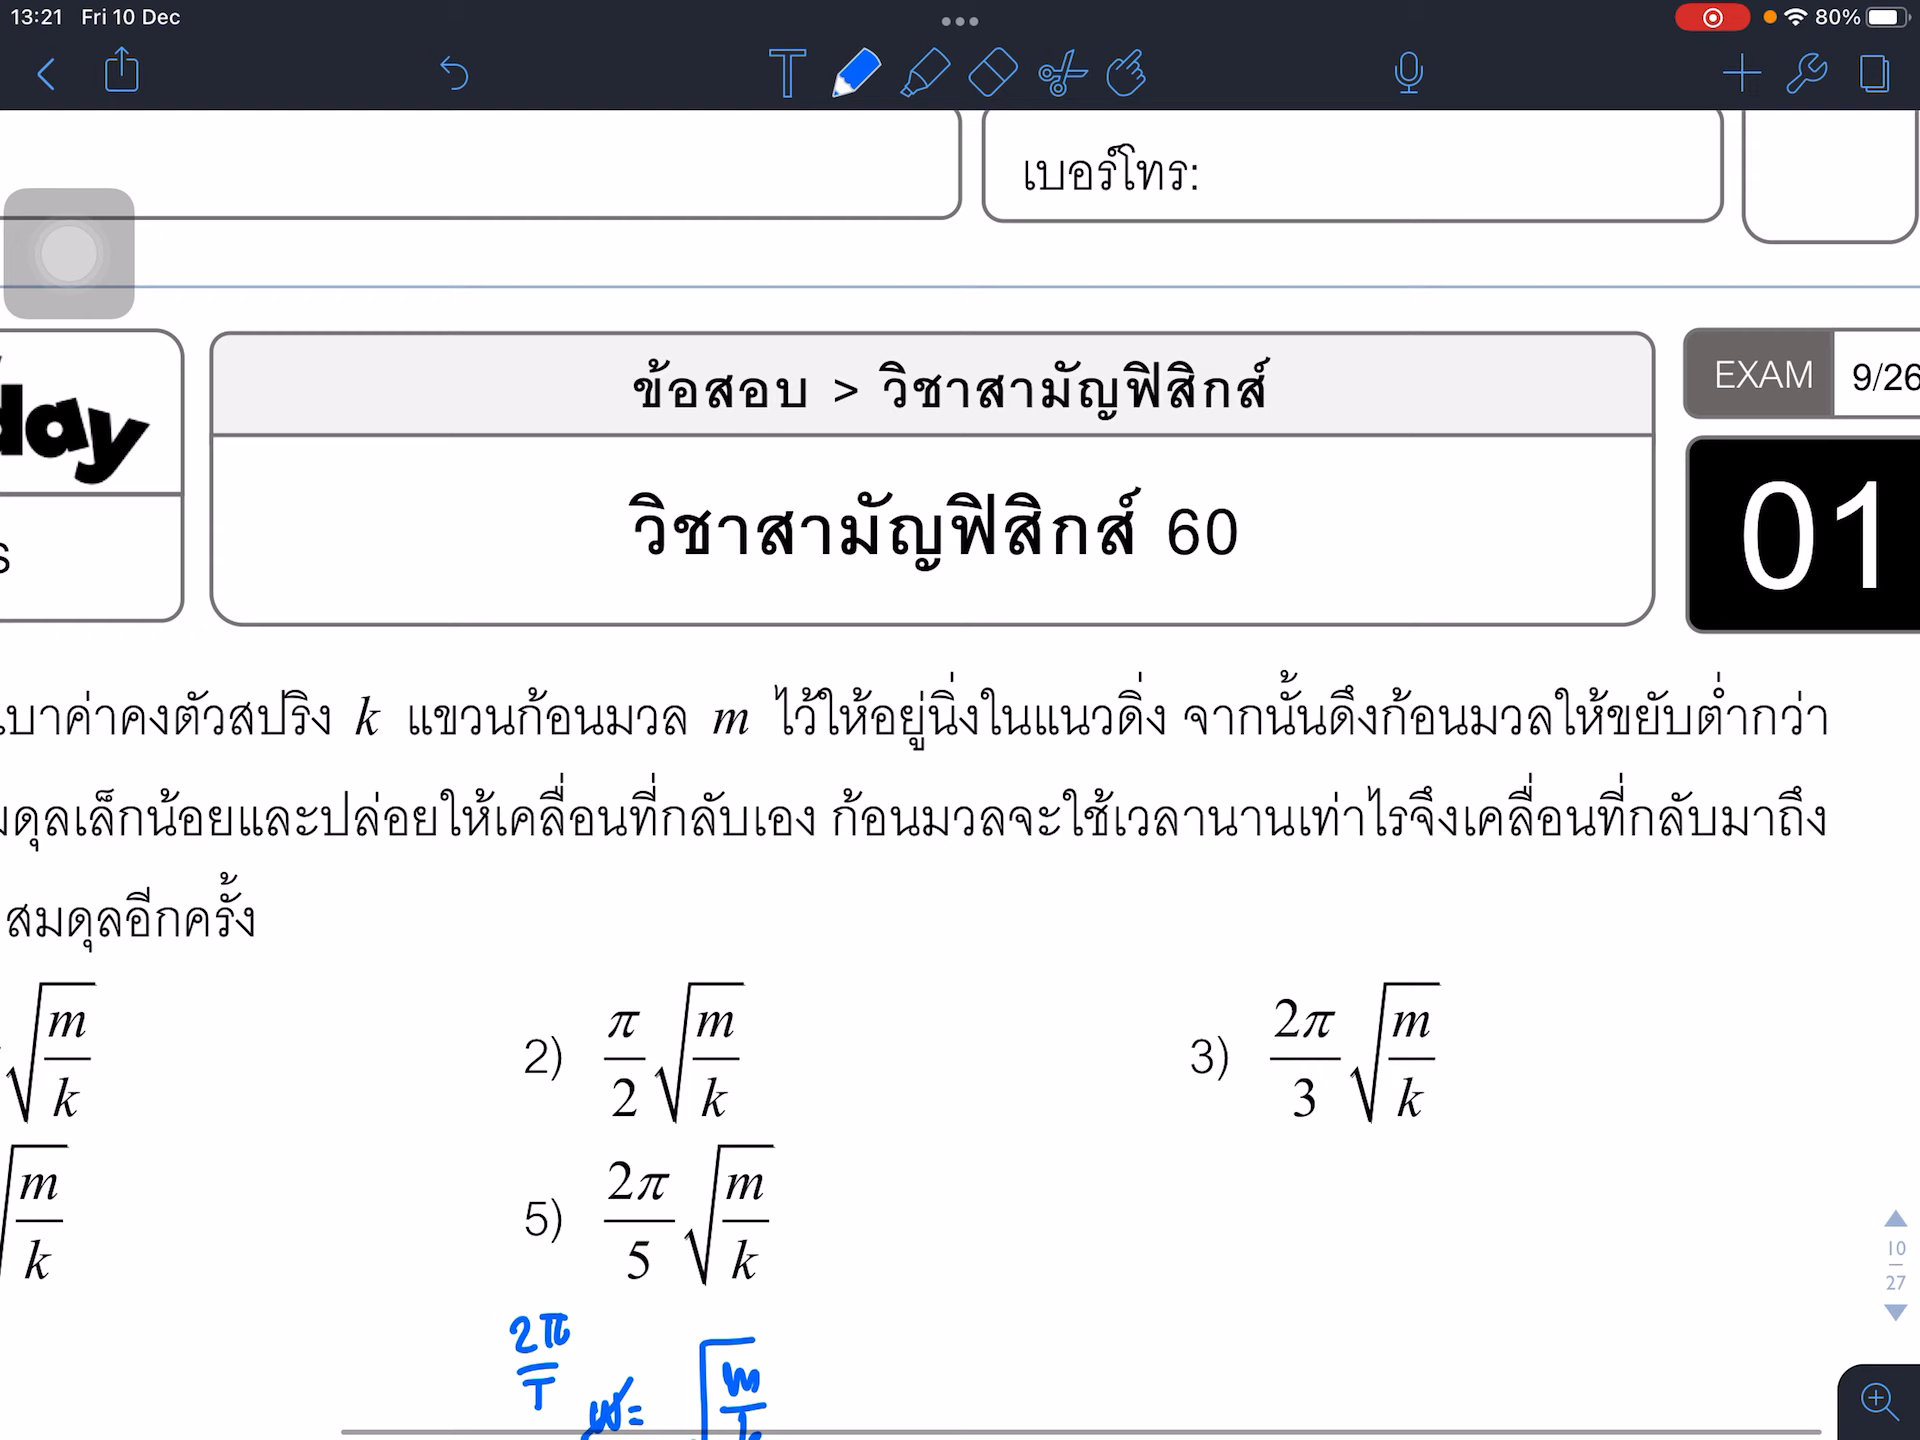 13:21 Fri 10 Dec
80%
เบอร์โทร:
day
ข้อสอบ > วิชาสามัญฟิสิกส์
EXAM 9/26
วิชาสามัญฟิสิกส์ 60
01
s
เบาค่าคงตัวสปริง k แขวนก้อนมวล m ไว้ให้อยู่นิ่งในแนวดิ่ง จากนั้นดึงก้อนมวลให้ขยับต่ำกว่า
มดุลเล็กน้อยและปล่อยให้เคลื่อนที่กลับเอง ก้อนมวลจะใช้เวลานานเท่าไรจึงเคลื่อนที่กลับมาถึง
สมดุลอีกครั้ง
√(m/k) 2) π/2 √(m/k) 3) 2π/3 √(m/k)
√(m/k) 5) 2π/5 √(m/k)
10
27
2π/T ω = √(m/k)